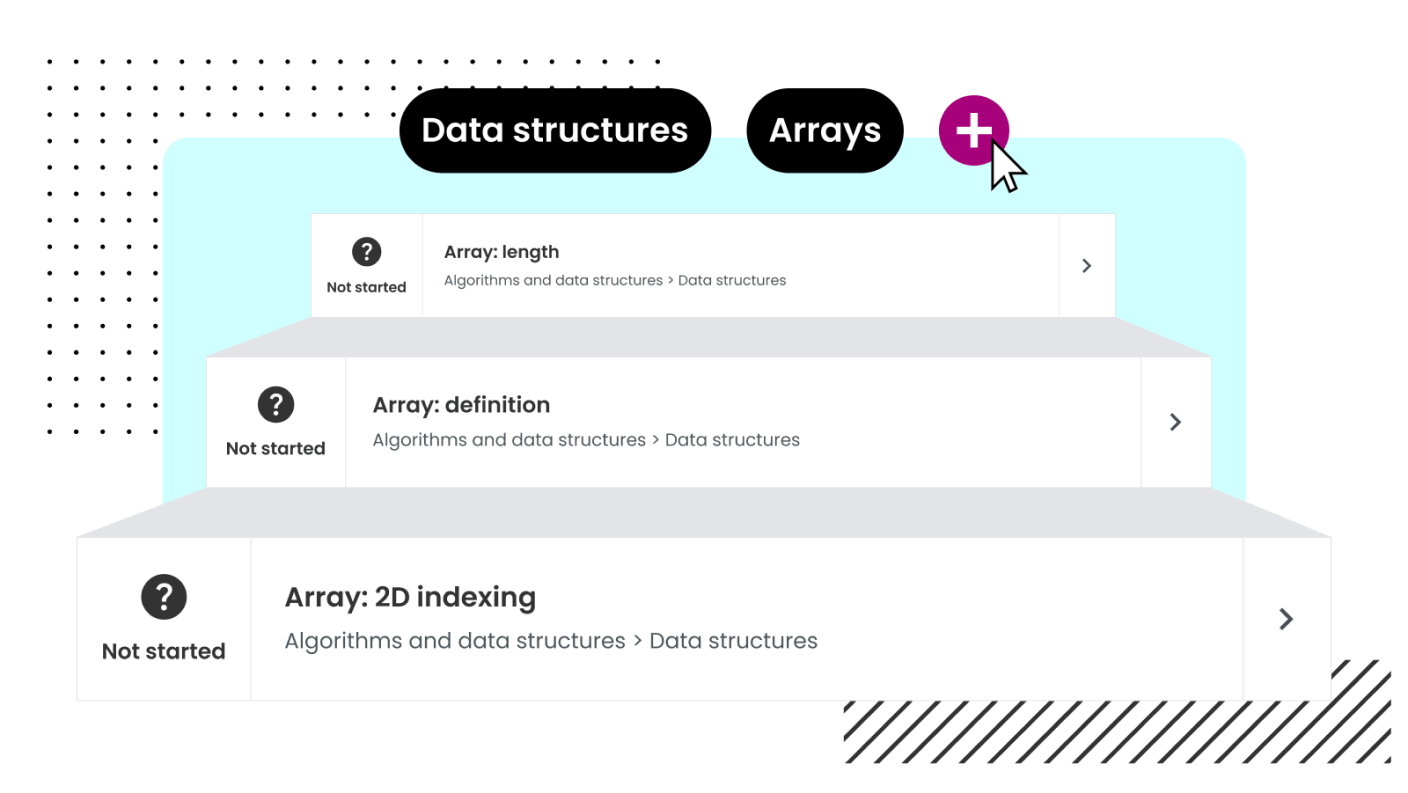 Data structures
Arrays
Array: length
Algorithms and data structures > Data structures
Not started
Array: definition
Algorithms and data structures > Data structures
Not started
Array: 2D indexing
Algorithms and data structures > Data structures
Not started